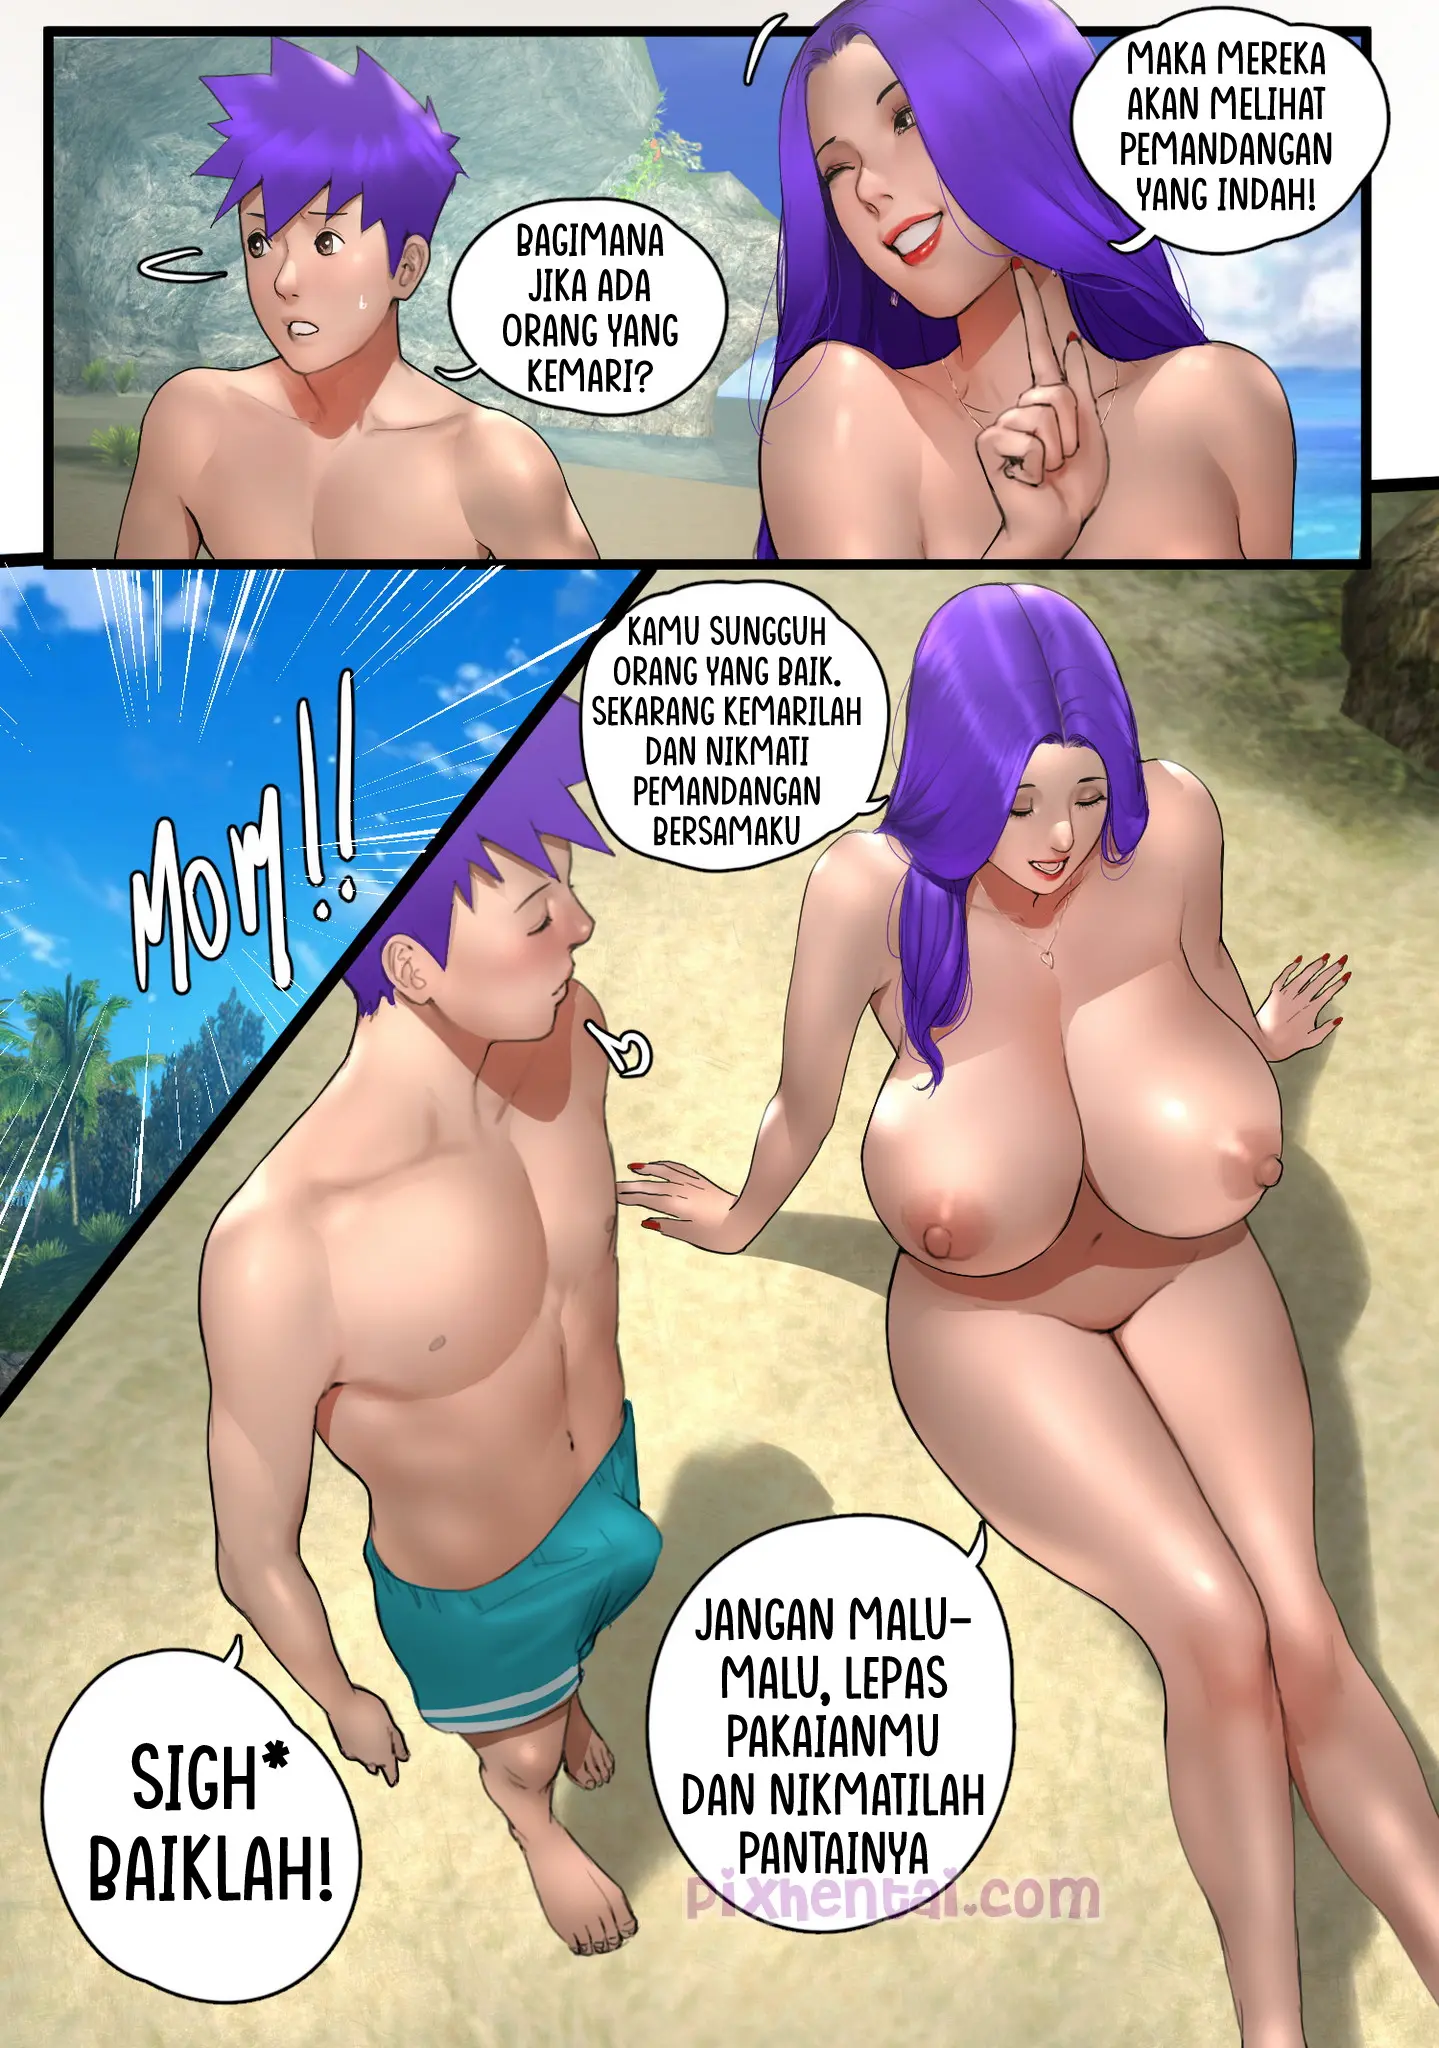 BAGIMANA
JIKA ADA
ORANG YANG
KEMARI?
MAKA MEREKA
AKAN MELIHAT
PEMANDANGAN
YANG INDAH!
MOM!!
KAMU SUNGGUH
ORANG YANG BAIK.
SEKARANG KEMARILAH
DAN NIKMATI
PEMANDANGAN
BERSAMAKU
JANGAN MALU-
MALU, LEPAS
PAKAIANMU
DAN NIKMATILAH
PANTAINYA
SIGH*
BAIKLAH!
pixhentai.com